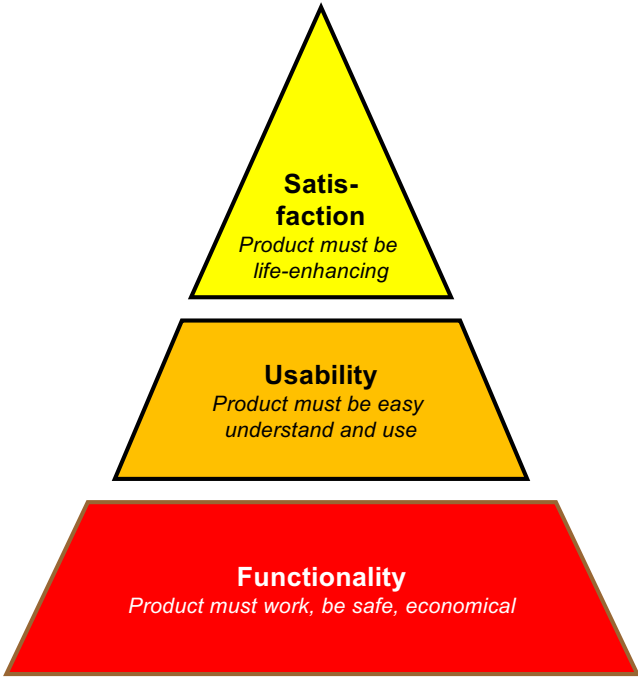 Satis-
faction
Product must be
life-enhancing
Usability
Product must be easy
understand and use
Functionality
Product must work, be safe, economical